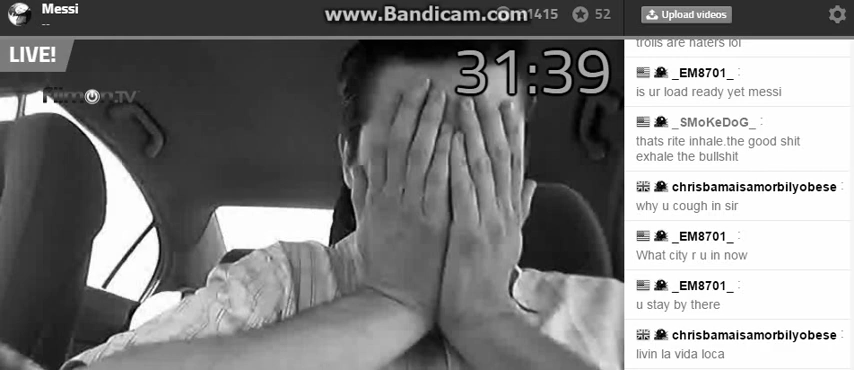 Messi
--
www.Bandicam.com
1415
52
Upload videos
LIVE!
31:39
FilmOn.TV
trolls are haters lol
_EM8701_ :
is ur load ready yet messi
_SMoKeDoG_ :
thats rite inhale.the good shit
exhale the bullshit
chrisbamaisamorbilyobese :
why u cough in sir
_EM8701_ :
What city r u in now
_EM8701_ :
u stay by there
chrisbamaisamorbilyobese :
livin la vida loca